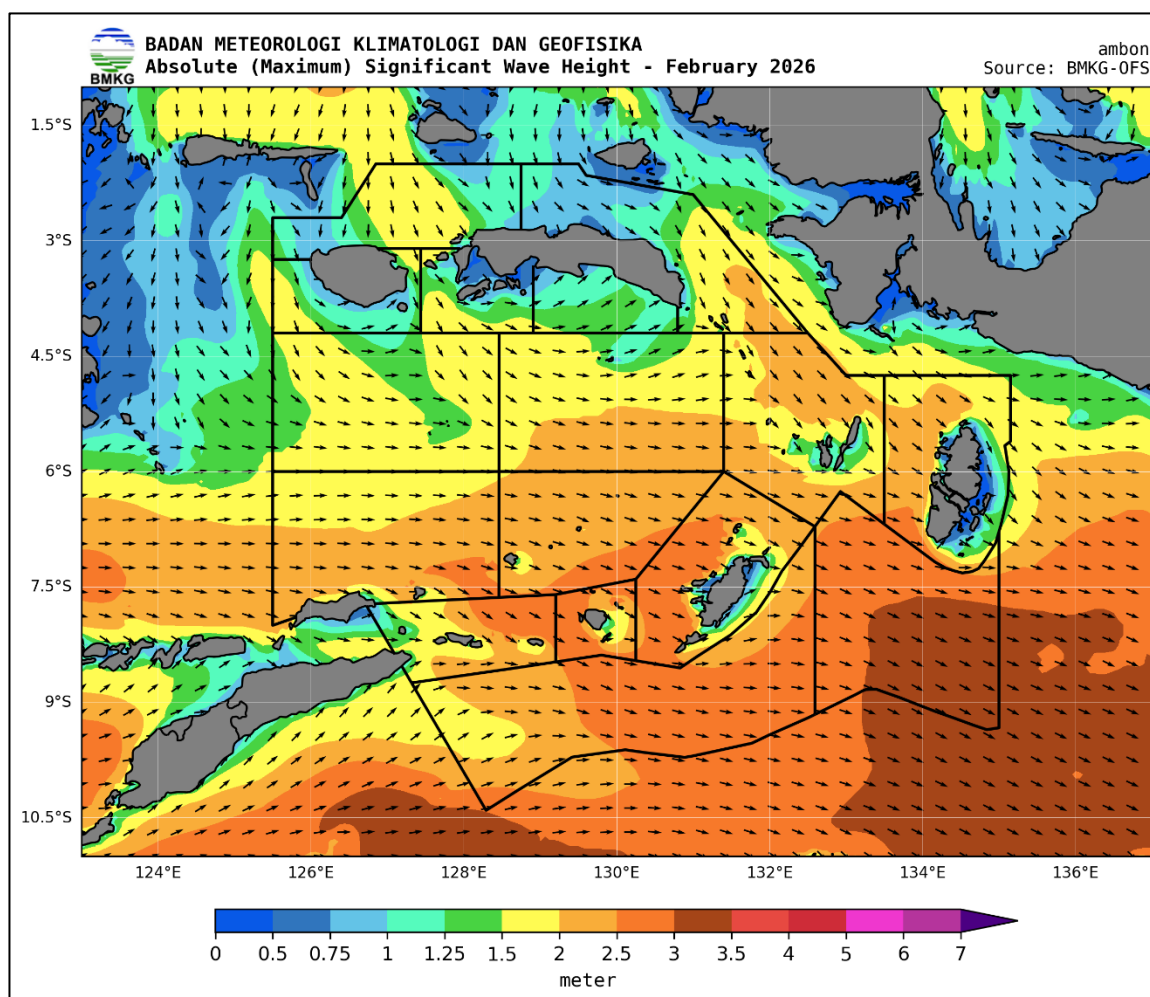 BMKG
BADAN METEOROLOGI KLIMATOLOGI DAN GEOFISIKA
Absolute (Maximum) Significant Wave Height - February 2026
ambon
Source: BMKG-OFS
1.5°S
3°S
4.5°S
6°S
7.5°S
9°S
10.5°S
124°E 126°E 128°E 130°E 132°E 134°E 136°E
0 0.5 0.75 1 1.25 1.5 2 2.5 3 3.5 4 5 6 7
meter